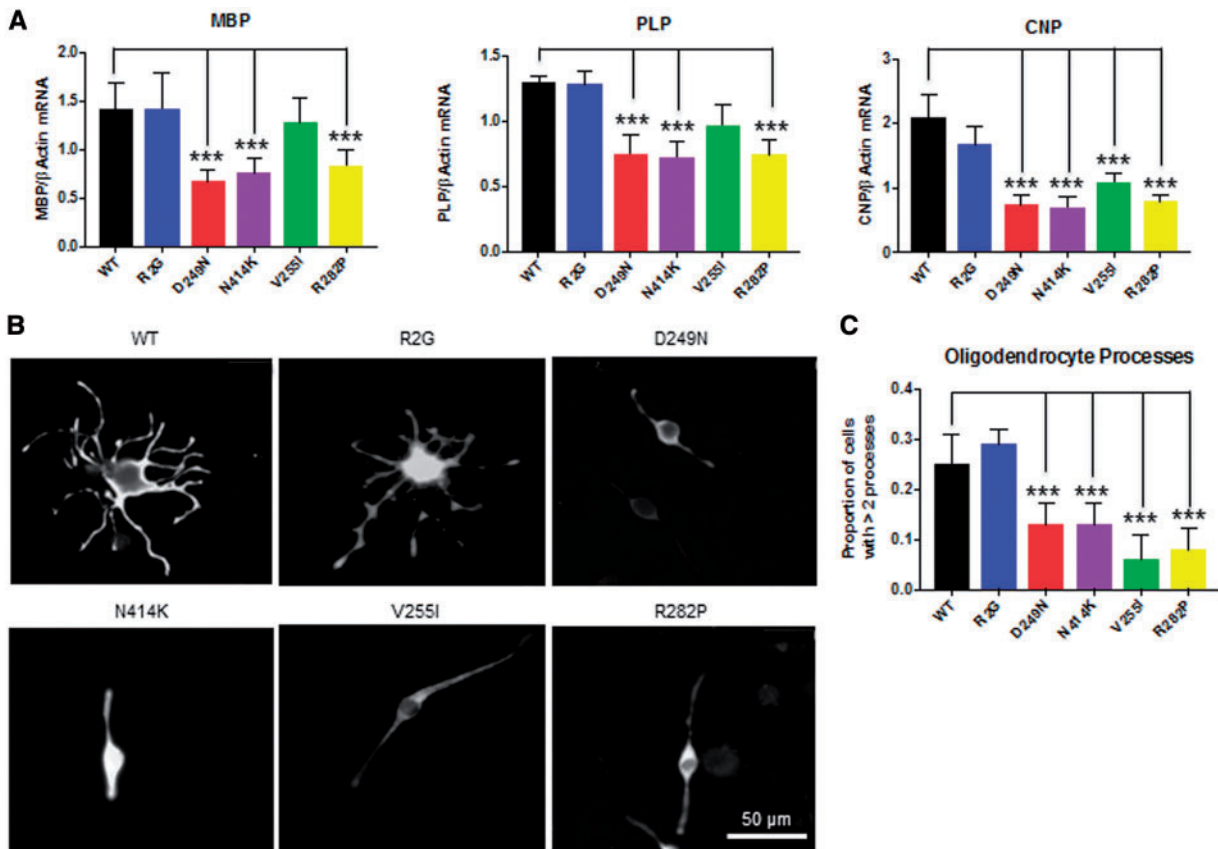 A
MBP
MBP/β Actin mRNA
2.0
1.5
1.0
0.5
0.0
***
***
***
WT
R2G
D249N
N414K
V255I
R282P
PLP
PLP/β Actin mRNA
1.5
1.0
0.5
0.0
***
***
***
WT
R2G
D249N
N414K
V255I
R282P
CNP
CNP/β Actin mRNA
3
2
1
0
***
***
***
***
WT
R2G
D249N
N414K
V255I
R282P
B
WT
R2G
D249N
N414K
V255I
R282P
50 µm
C
Oligodendrocyte Processes
Proportion of cells
with > 2 processes
0.4
0.3
0.2
0.1
0.0
***
***
***
***
WT
R2G
D249N
N414K
V255I
R282P